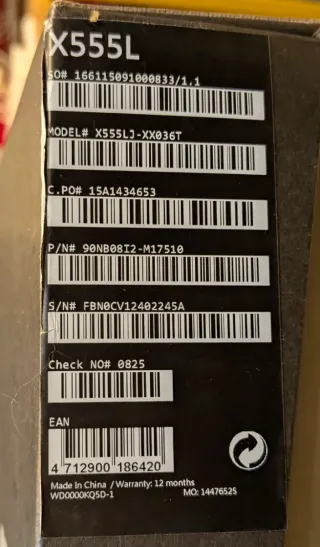 X555L
SO# 166115091000833/1.1
MODEL# X555LJ-XX036T
C.PO# 15A1434653
P/N# 90NB08I2-M17510
S/N# FBN0CV12402245A
Check NO# 0825
EAN
4 712900 186420
Made in China / Warranty: 12 months
WD0000KQ5D-1 MO: 14476525